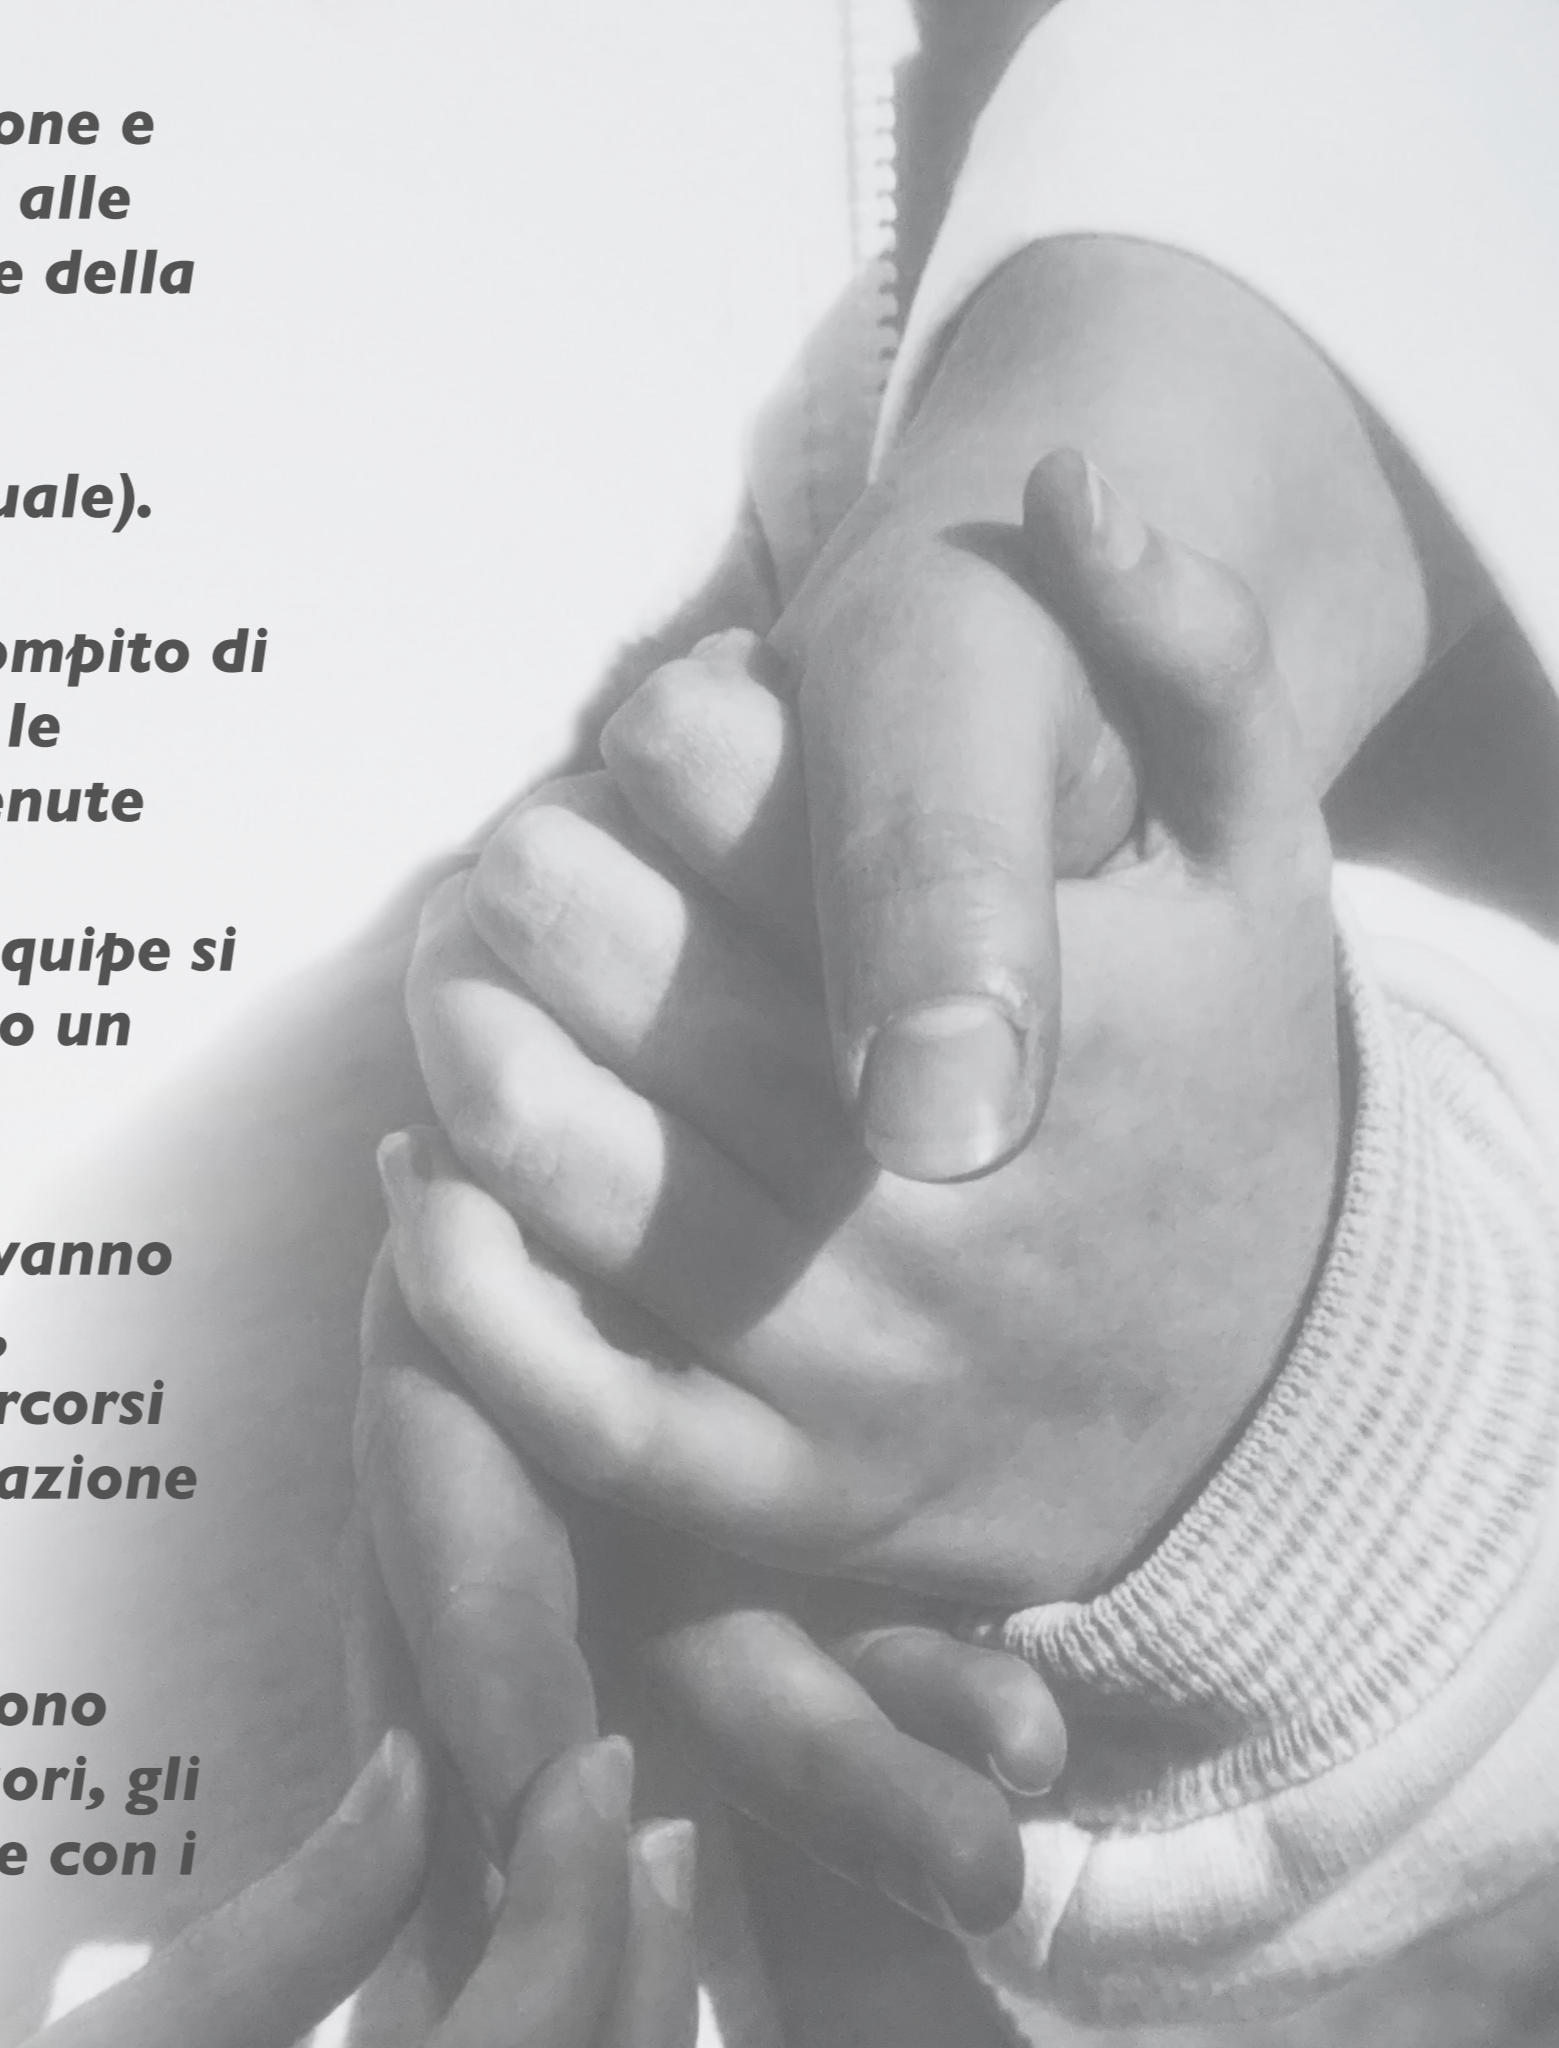 one e
alle
e della
uale).
ompito di
le
enute
quipe si
o un
vanno
,
rcorsi
azione
ono
ori, gli
e con i